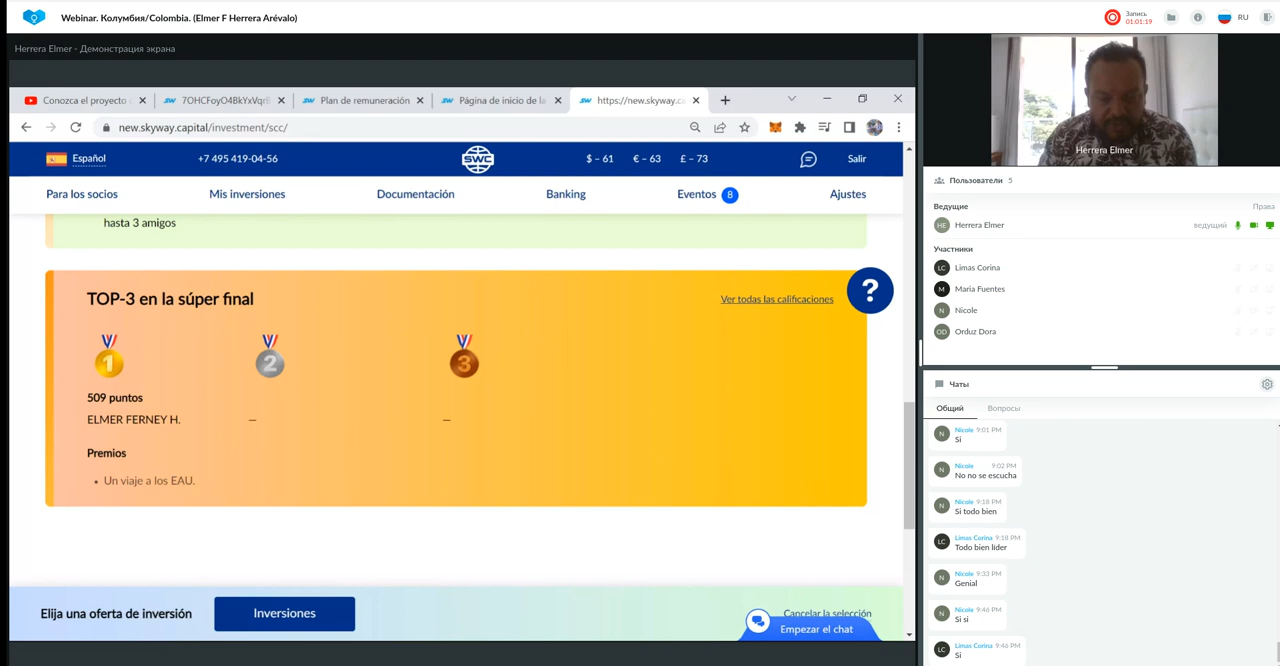 Webinar. Колумбия/Colombia. (Elmer F Herrera Arévalo)
Запись
01:01:19
RU
Herrera Elmer - Демонстрация экрана
Conozca el proyecto
Plan de remuneración
Página de inicio de la
https://new.skyway.ca
new.skyway.capital/investment/scc/
Español
+7 495 419-04-56
SWC
$ – 61
€ – 63
£ – 73
Salir
Para los socios
Mis inversiones
Documentación
Banking
Eventos 8
Ajustes
hasta 3 amigos
TOP-3 en la súper final
Ver todas las calificaciones
?
1
2
3
509 puntos
ELMER FERNEY H.
—
—
Premios
• Un viaje a los EAU.
Elija una oferta de inversión
Inversiones
Cancelar la selección
Empezar el chat
Herrera Elmer
Пользователи 5
Ведущие
Права
HE
Herrera Elmer
ведущий
Участники
LC Limas Corina
M Maria Fuentes
N Nicole
OD Orduz Dora
Чаты
Общий
Вопросы
N Nicole 9:01 PM
Si
N Nicole 9:02 PM
No no se escucha
N Nicole 9:18 PM
Si todo bien
LC Limas Corina 9:18 PM
Todo bien líder
N Nicole 9:33 PM
Genial
N Nicole 9:46 PM
Si si
LC Limas Corina 9:46 PM
Si